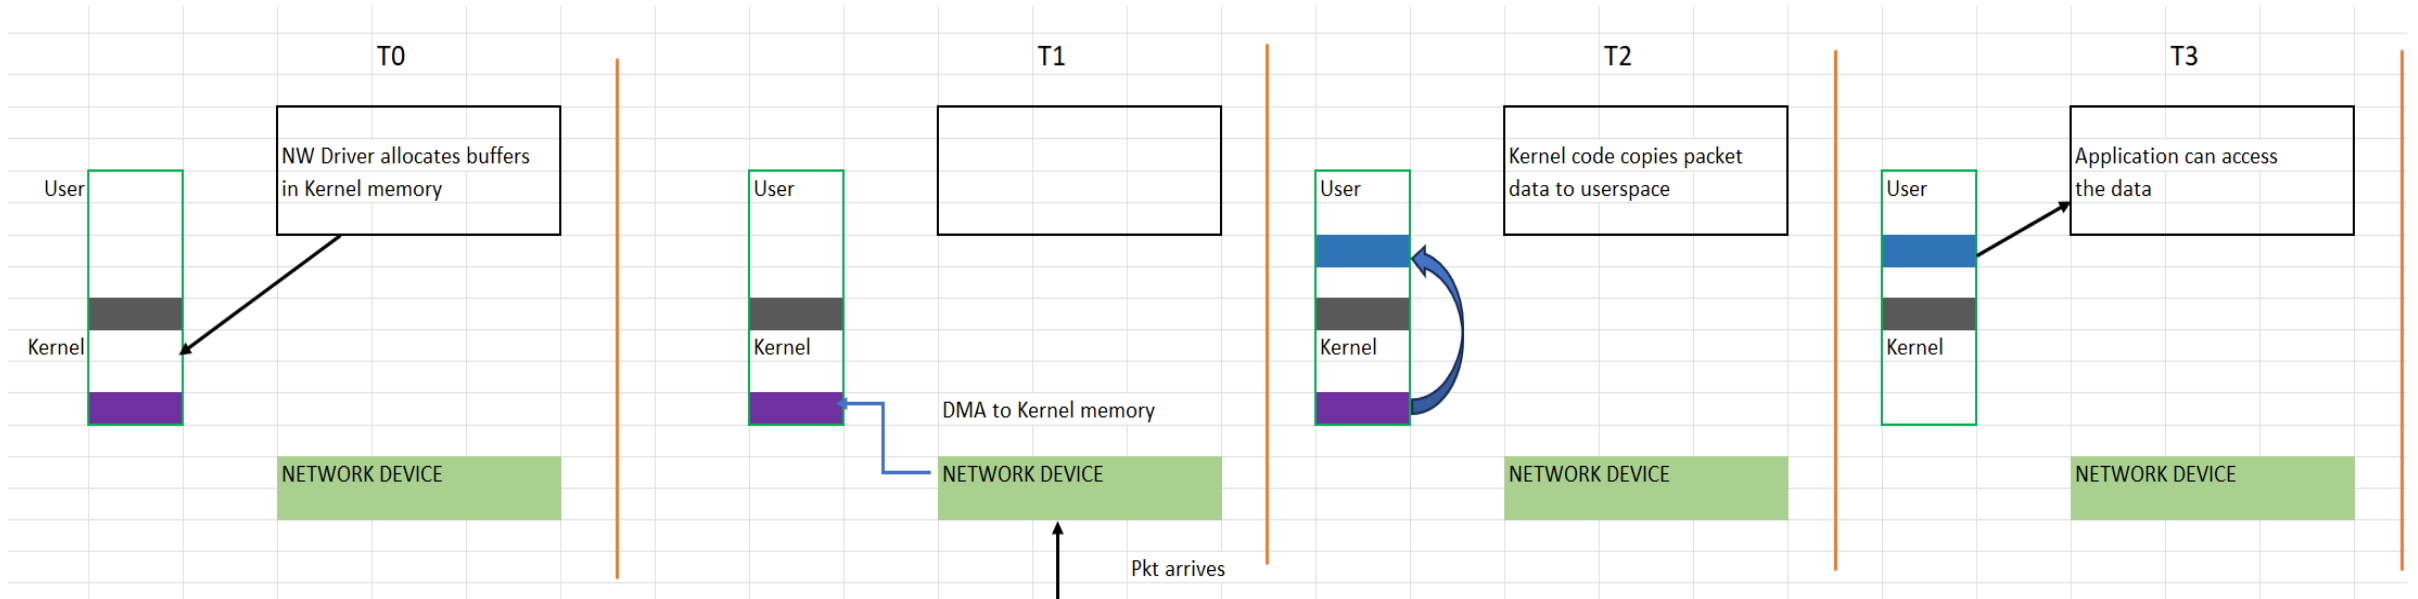 T0
NW Driver allocates buffers
in Kernel memory
User
Kernel
NETWORK DEVICE
T1
User
Kernel
DMA to Kernel memory
NETWORK DEVICE
Pkt arrives
T2
Kernel code copies packet
data to userspace
User
Kernel
NETWORK DEVICE
T3
Application can access
the data
User
Kernel
NETWORK DEVICE